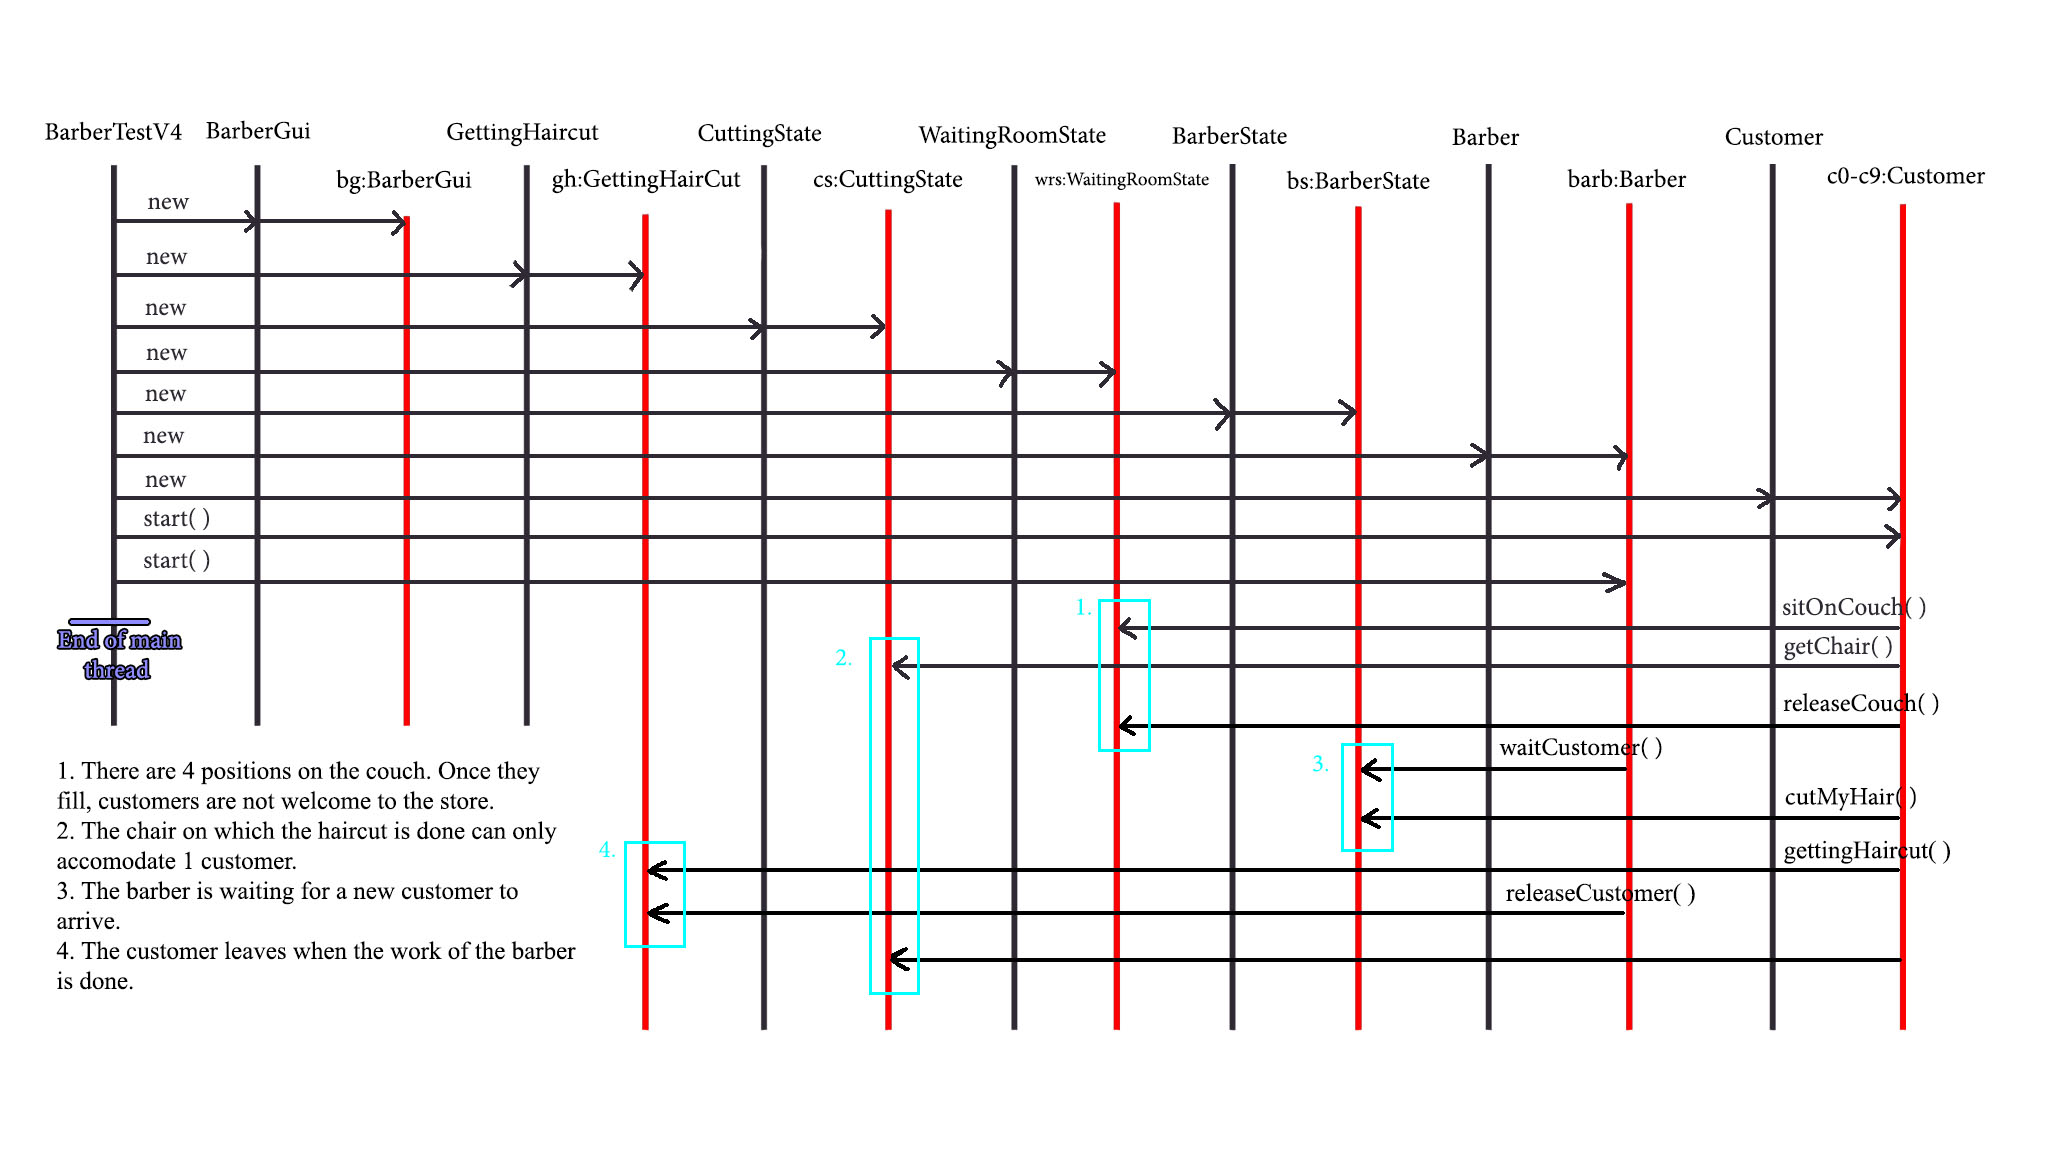 BarberTestV4
BarberGui
GettingHaircut
CuttingState
WaitingRoomState
BarberState
Barber
Customer
bg:BarberGui
gh:GettingHairCut
cs:CuttingState
wrs:WaitingRoomState
bs:BarberState
barb:Barber
c0-c9:Customer
new
new
new
new
new
new
new
start( )
start( )
End of main
thread
1.
sitOnCouch( )
2.
getChair( )
releaseCouch( )
3.
waitCustomer( )
cutMyHair( )
4.
gettingHaircut( )
releaseCustomer( )
1. There are 4 positions on the couch. Once they
fill, customers are not welcome to the store.
2. The chair on which the haircut is done can only
accomodate 1 customer.
3. The barber is waiting for a new customer to
arrive.
4. The customer leaves when the work of the barber
is done.